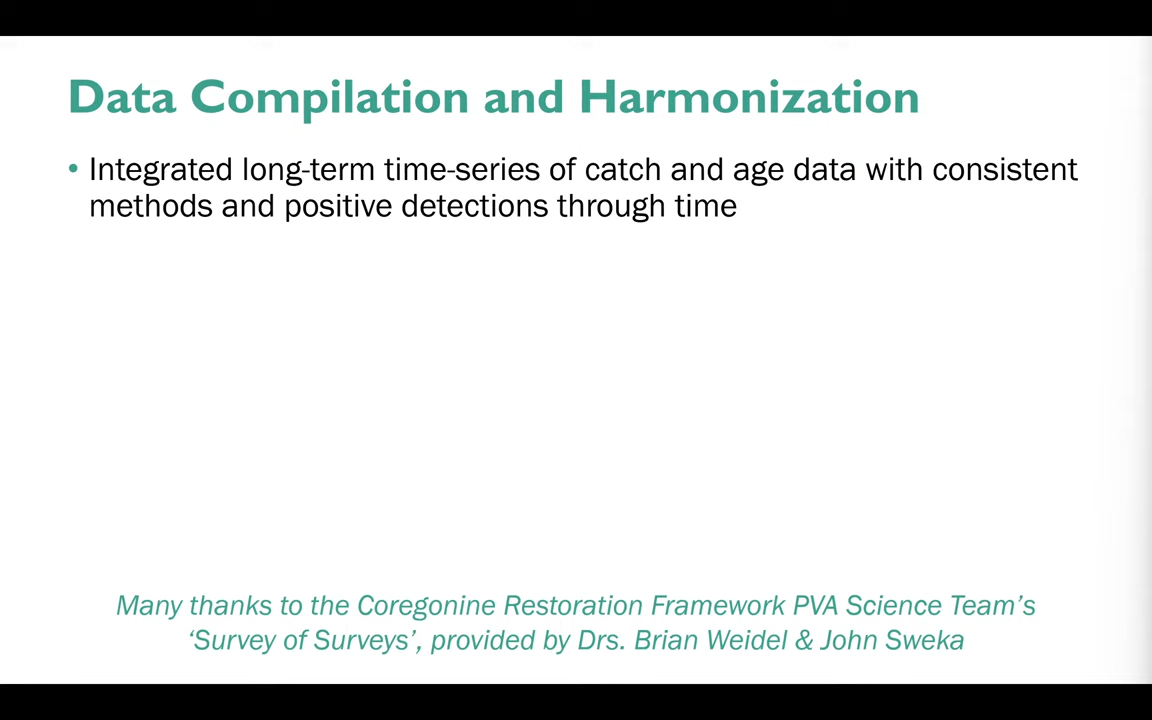 Data Compilation and Harmonization
• Integrated long-term time-series of catch and age data with consistent
methods and positive detections through time
Many thanks to the Coregonine Restoration Framework PVA Science Team’s
‘Survey of Surveys’, provided by Drs. Brian Weidel & John Sweka